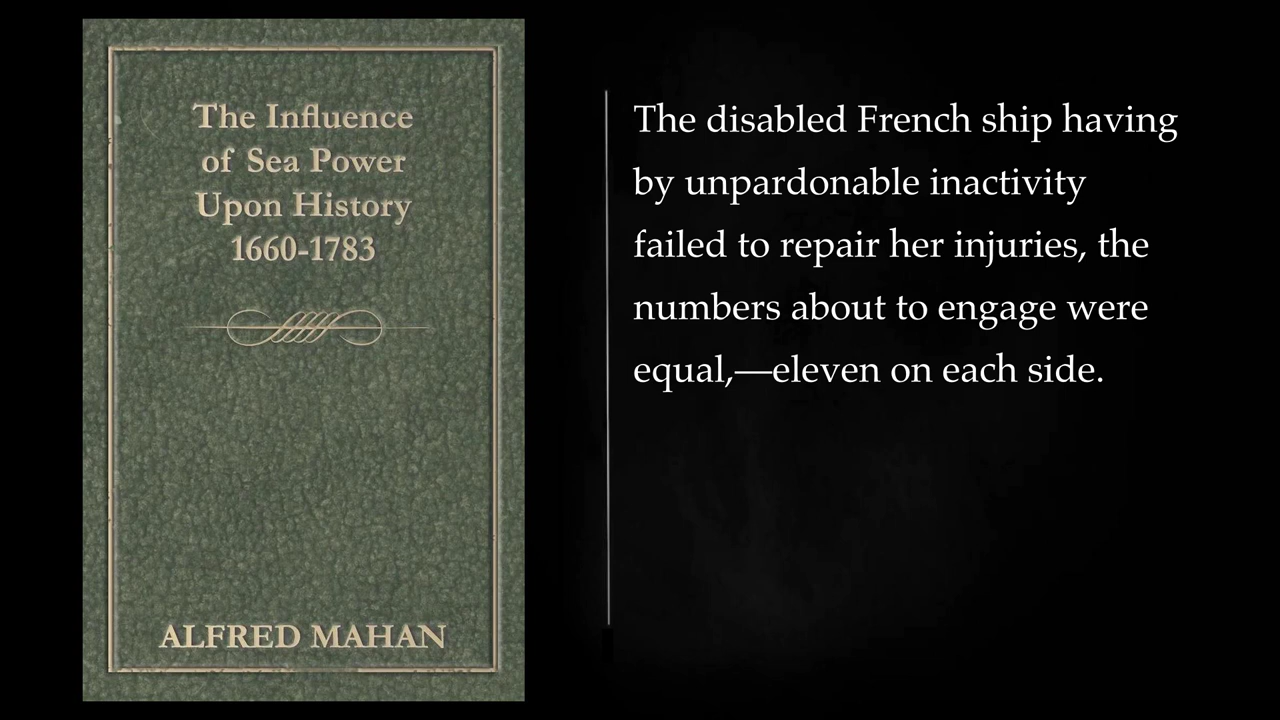 The Influence
of Sea Power
Upon History
1660-1783
ALFRED MAHAN
The disabled French ship having
by unpardonable inactivity
failed to repair her injuries, the
numbers about to engage were
equal,—eleven on each side.